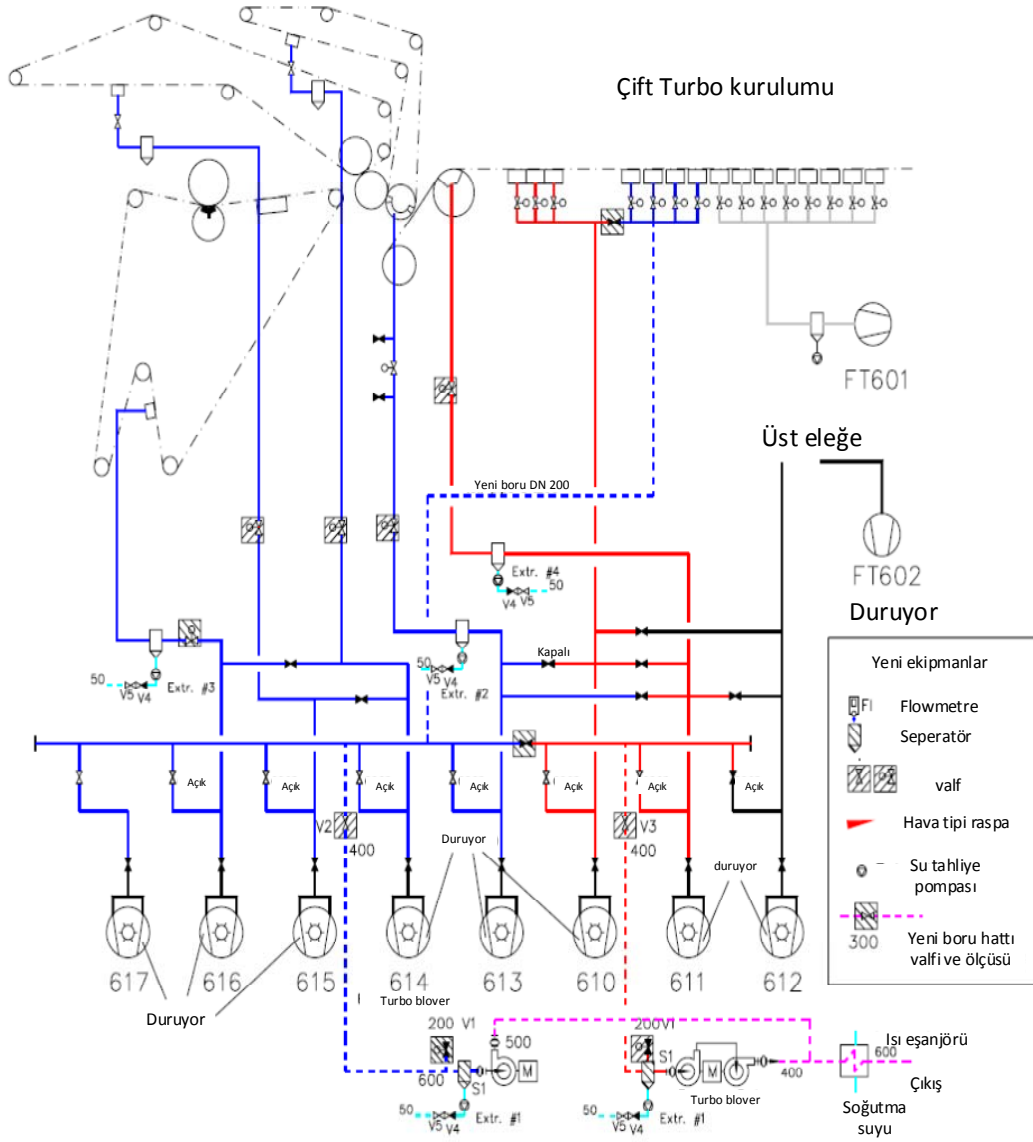 Çift Turbo kurulumu
FT601
Üst eleğe
Yeni boru DN 200
FT602
Duruyor
Extr. #4
V4 V5 50
Yeni ekipmanlar
FI Flowmetre
Seperatör
valf
Hava tipi raspa
Su tahliye
pompası
300
Yeni boru hattı
valfi ve ölçüsü
Kapalı
50
V5 V4
Extr. #3
50
V5 V4
Extr. #2
Açık
Açık
Açık
Açık
Açık
Açık
Açık
V2
400
V3
400
Duruyor
duruyor
617
616
615
614
613
610
611
612
Duruyor
Turbo blover
200 V1
500
600
S1
M
50
V5 V4
Extr. #1
200V1
S1
M
Turbo blover
50
V5 V4
Extr. #1
400
Isı eşanjörü
600
Çıkış
Soğutma
suyu